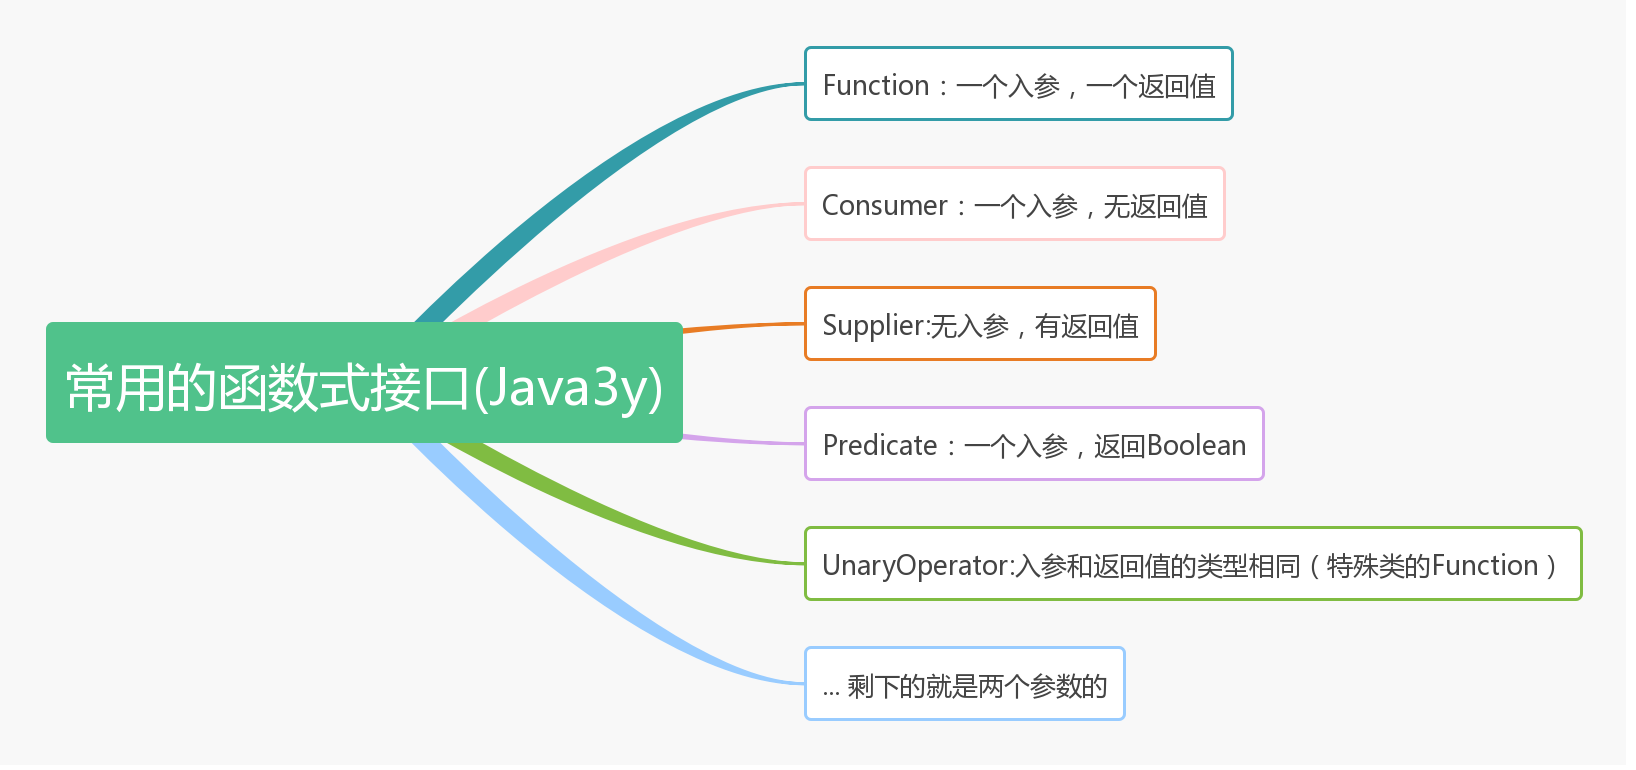 Function：一个入参，一个返回值
Consumer：一个入参，无返回值
Supplier:无入参，有返回值
常用的函数式接口(Java3y)
Predicate：一个入参，返回Boolean
UnaryOperator:入参和返回值的类型相同（特殊类的Function）
... 剩下的就是两个参数的